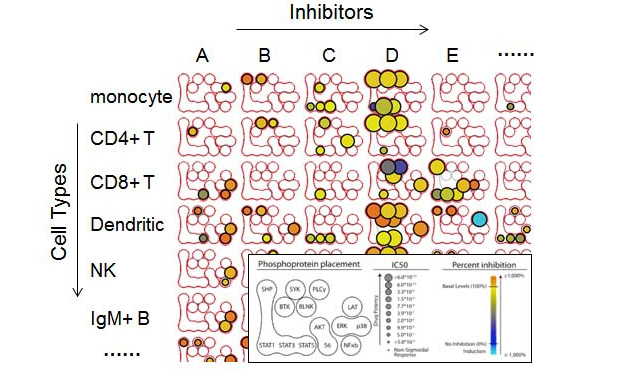 Inhibitors
A B C D E ......
monocyte
CD4+ T
CD8+ T
Dendritic
NK
IgM+ B
......
Cell Types
Phosphoprotein placement
SHP SYK PLCγ
BTK BLNK
LAT
AKT ERK p38
STAT1 STAT3 STAT5 S6 NFκb
IC50
Drug Potency
Non Sigmoidal
Response
Percent inhibition
≥1,000%
Basal Levels (100%)
No Inhibition (0%)
Induction
≤-1,000%